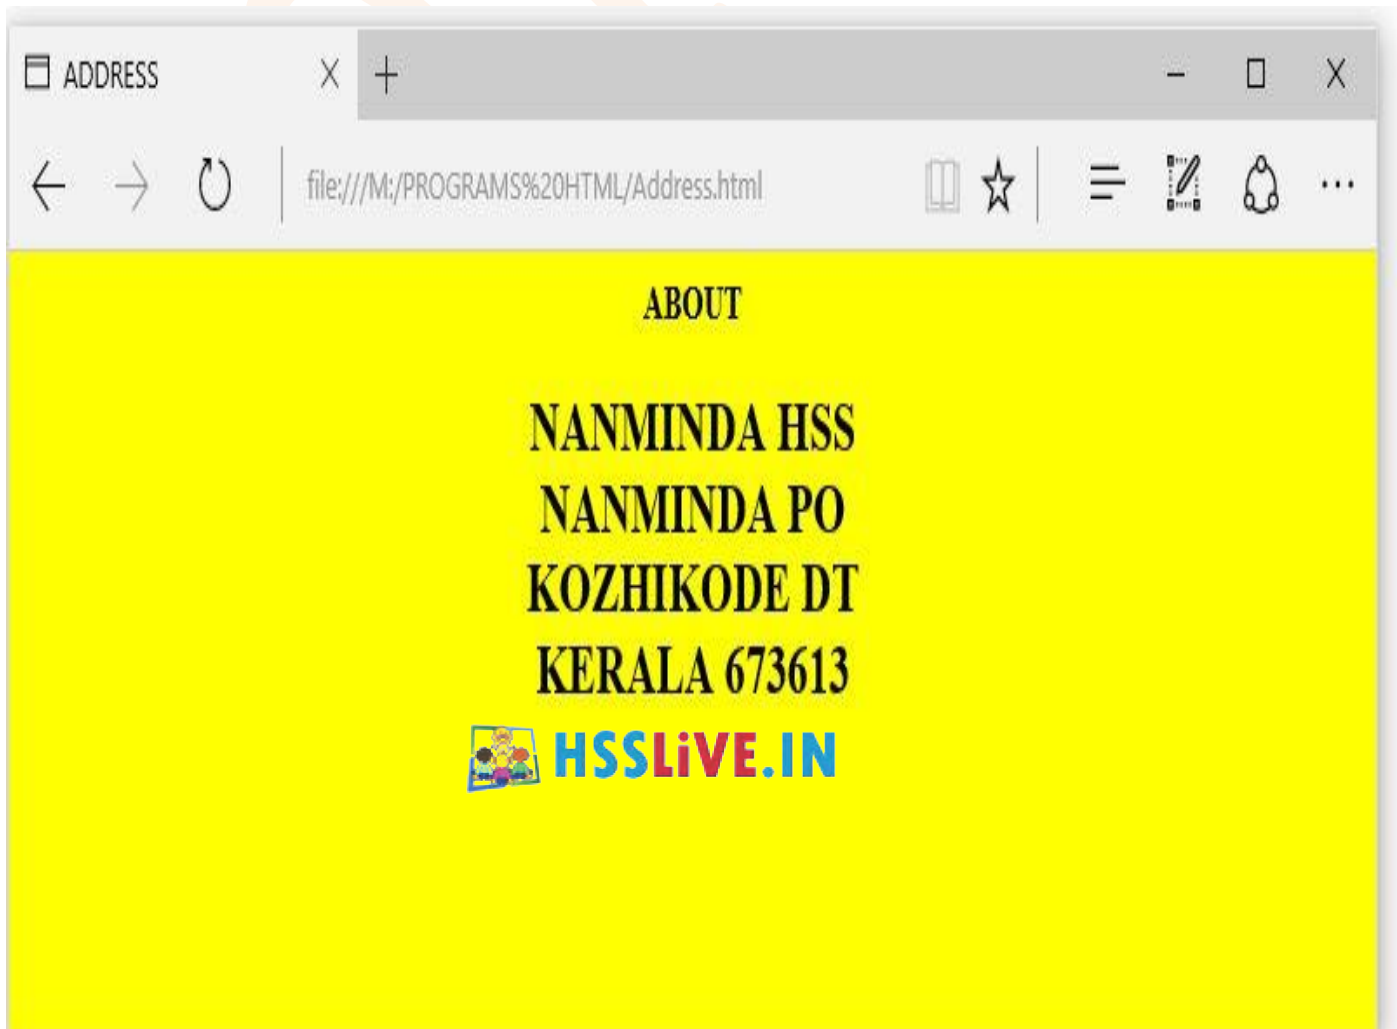 ADDRESS
file:///M:/PROGRAMS%20HTML/Address.html
ABOUT
NANMINDA HSS
NANMINDA PO
KOZHIKODE DT
KERALA 673613
HSSLiVE.IN